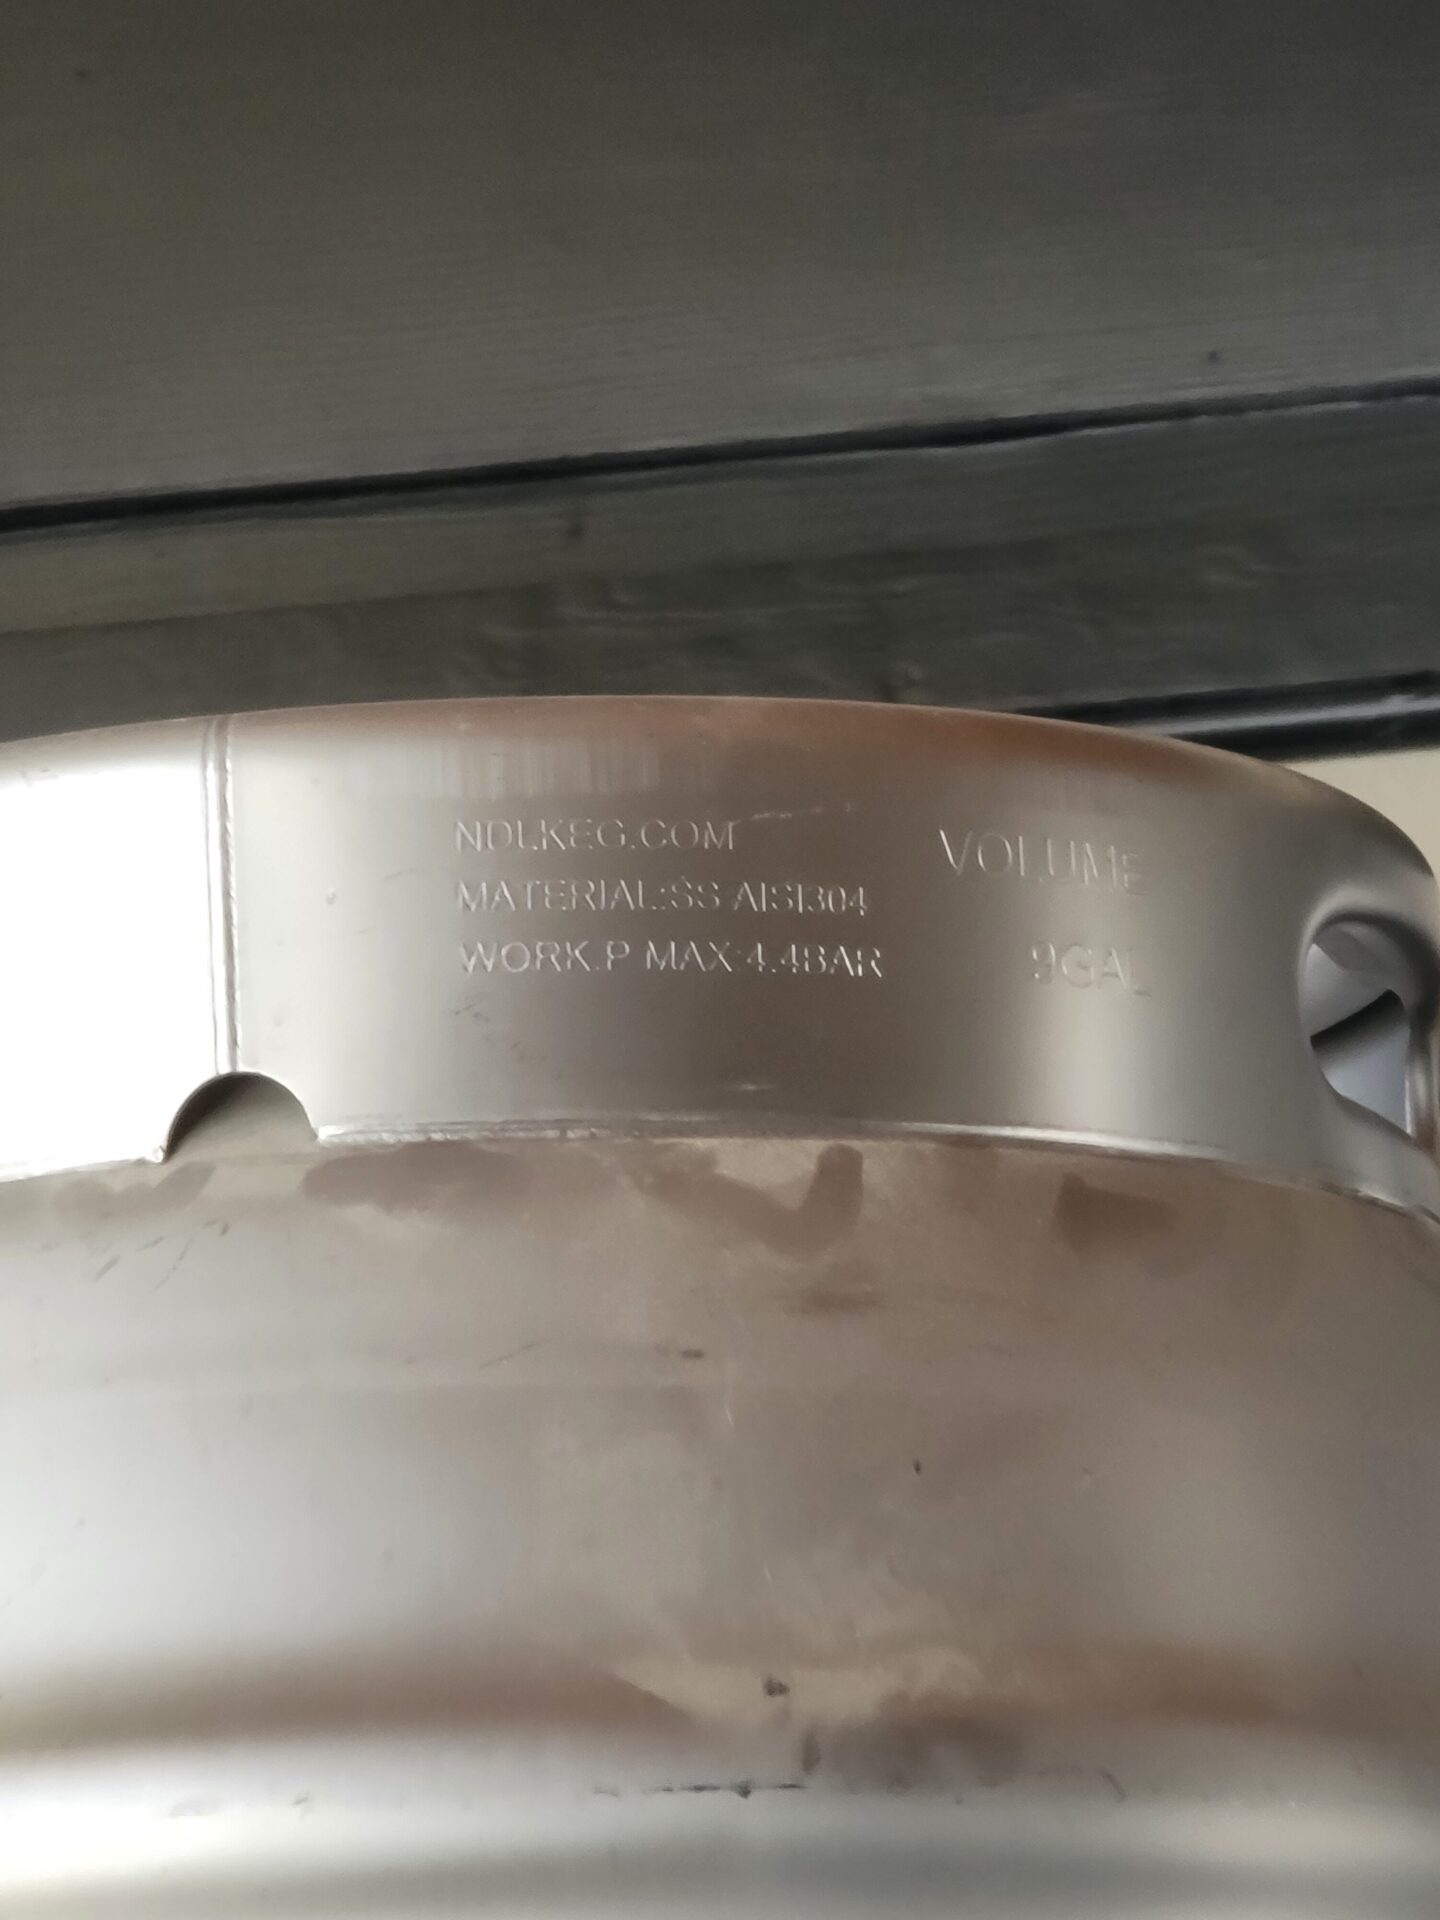 NDLKEG.COM
MATERIAL:SS AISI304
WORK.P MAX:4.4BAR
VOLUME
9GAL